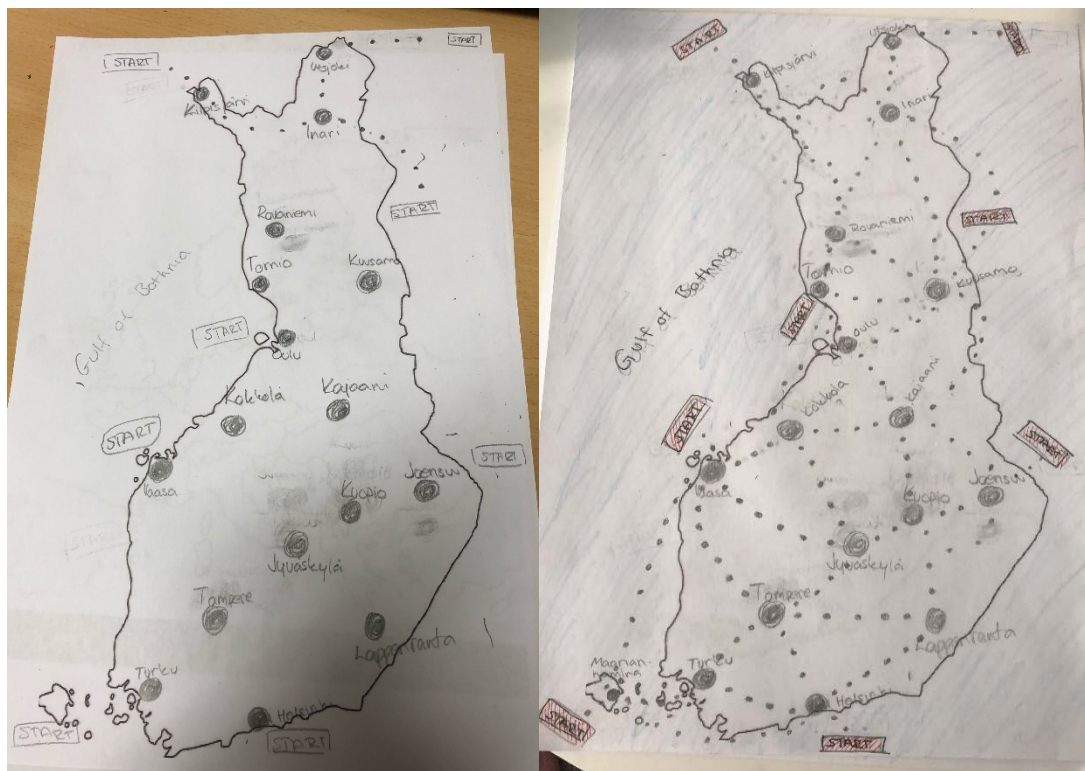 START
START
Utsjoki
Kilpisjärvi
Inari
START
Rovaniemi
Tornio
Kuusamo
Gulf of Bothnia
START
Oulu
Kokkola
Kajaani
START
START
Vaasa
Joensuu
Kuopio
Jyväskylä
Tampere
Lappenranta
Turku
START
Helsinki
START
START
START
Utsjoki
Kilpisjärvi
Inari
START
Rovaniemi
Tornio
Kuusamo
Gulf of Bothnia
START
Oulu
Kokkola
Kajaani
START
START
Vaasa
Joensuu
Kuopio
Jyväskylä
Tampere
Lappenranta
Turku
START
Helsinki
START